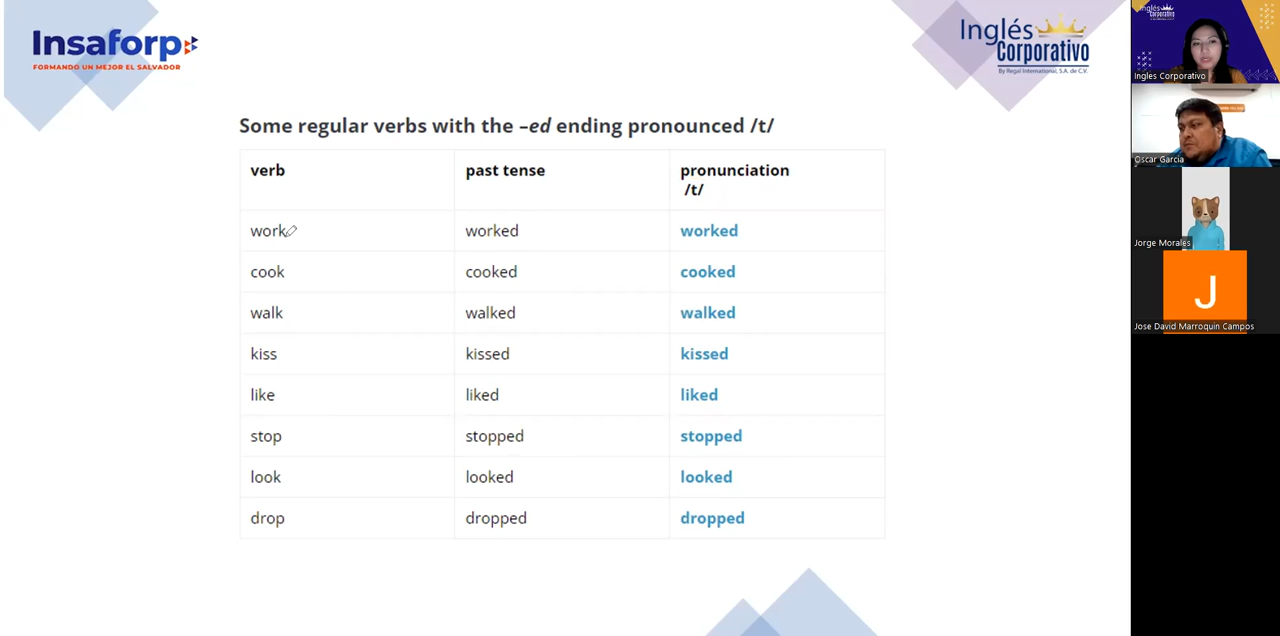 Insaforp
FORMANDO UN MEJOR EL SALVADOR
Inglés
Corporativo
By Regal International, S.A. de C.V.
Some regular verbs with the –ed ending pronounced /t/
verb past tense pronunciation
/t/
work worked worked
cook cooked cooked
walk walked walked
kiss kissed kissed
like liked liked
stop stopped stopped
look looked looked
drop dropped dropped
Inglés
Corporativo
Ingles Corporativo
Oscar Garcia
Jorge Morales
J
Jose David Marroquin Campos